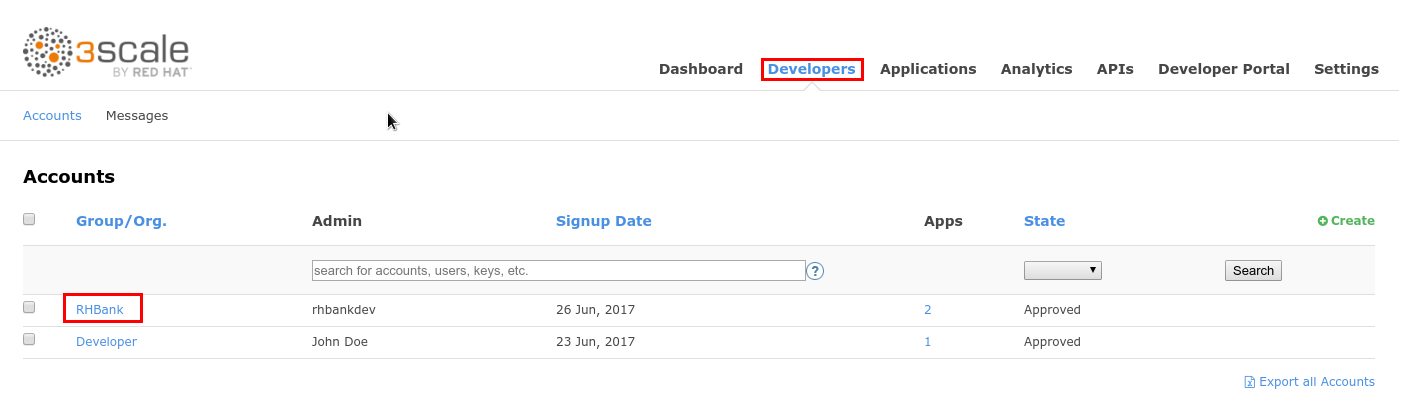 3scale
BY RED HAT
Dashboard Developers Applications Analytics APIs Developer Portal Settings
Accounts Messages
Accounts
Group/Org. Admin Signup Date Apps State Create
search for accounts, users, keys, etc. ? Search
RHBank rhbankdev 26 Jun, 2017 2 Approved
Developer John Doe 23 Jun, 2017 1 Approved
Export all Accounts